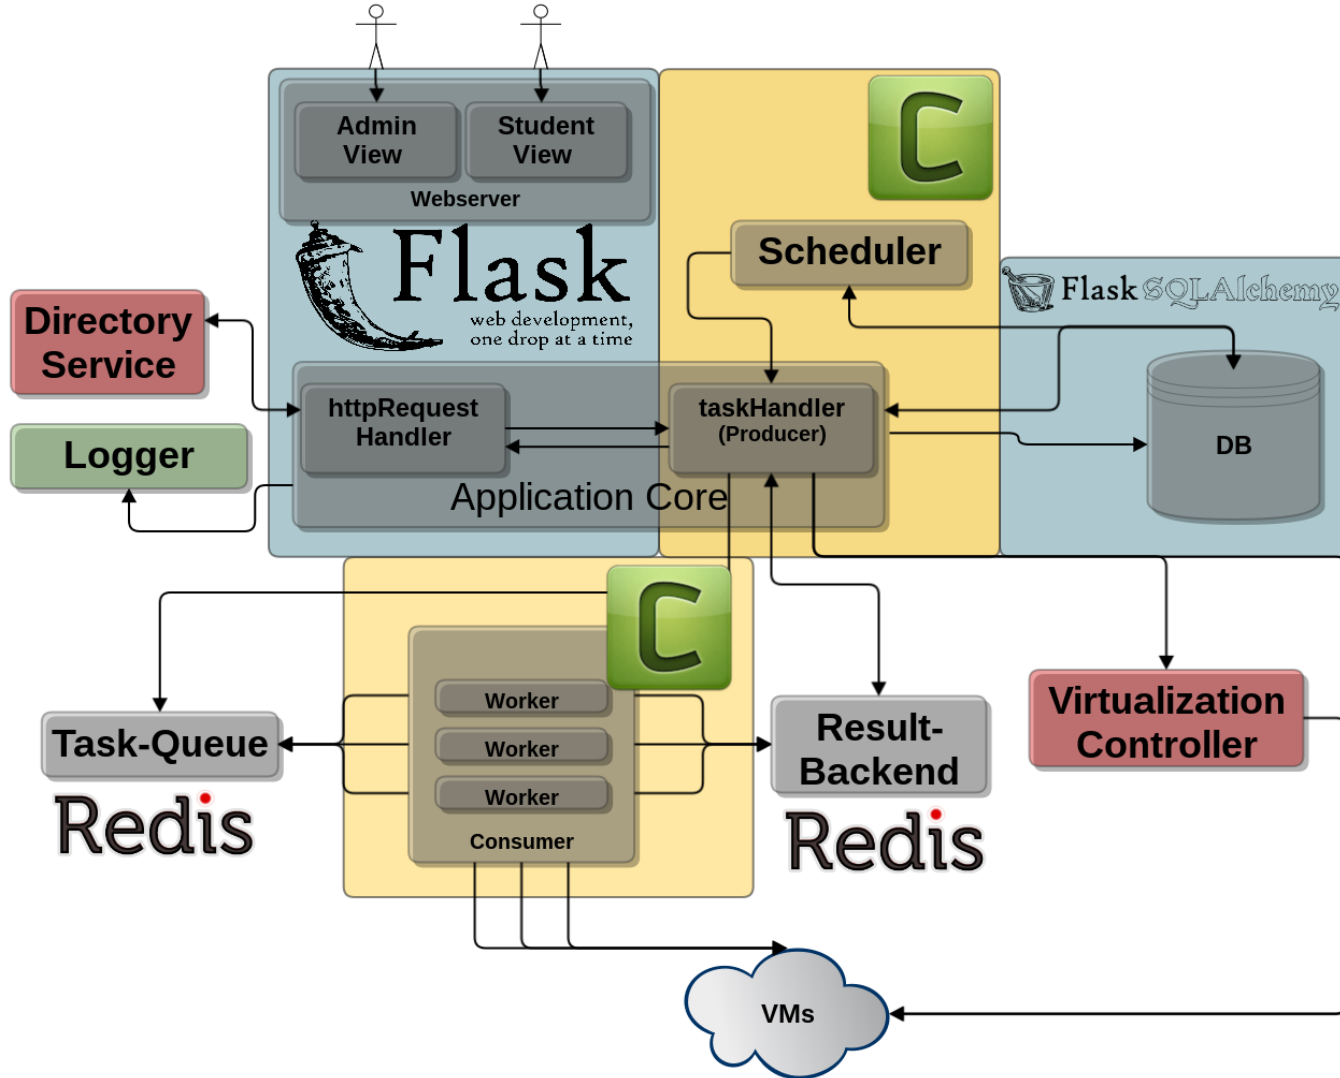 Admin
View
Student
View
Webserver
C
Flask
web development,
one drop at a time
Scheduler
Flask SQLAlchemy
Directory
Service
httpRequest
Handler
taskHandler
(Producer)
DB
Logger
Application Core
C
Worker
Worker
Worker
Consumer
Task-Queue
Redis
Result-
Backend
Redis
Virtualization
Controller
VMs